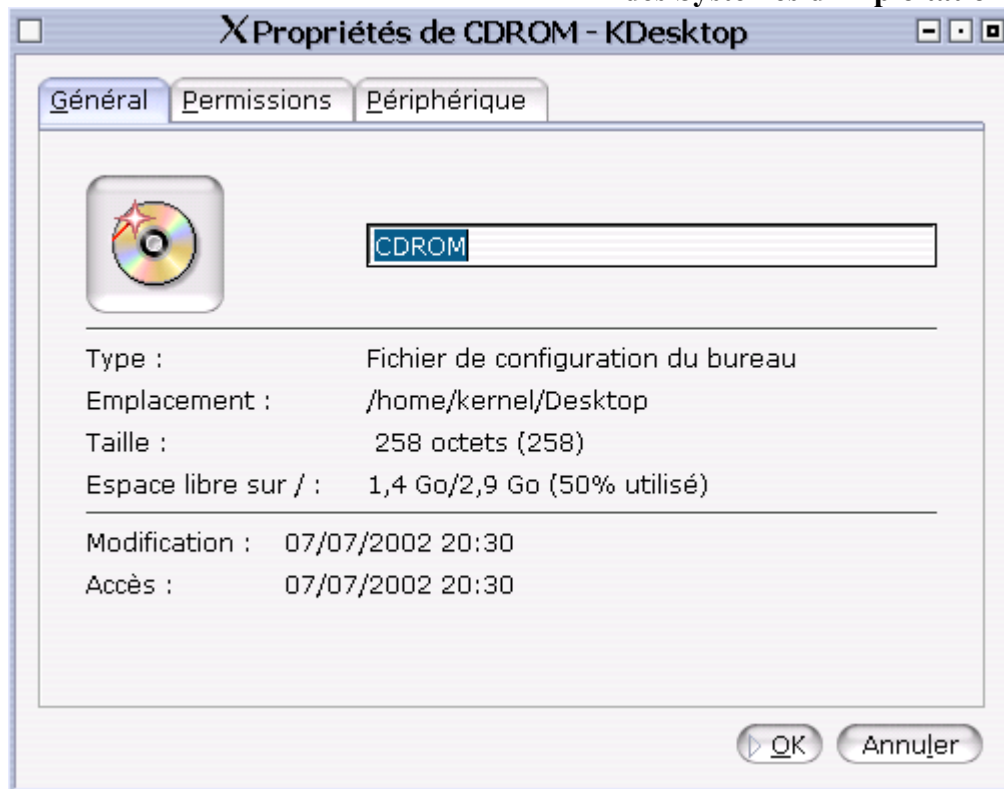 XPropriétés de CDROM - KDesktop
Général Permissions Périphérique
CDROM
Type : Fichier de configuration du bureau
Emplacement : /home/kernel/Desktop
Taille : 258 octets (258)
Espace libre sur / : 1,4 Go/2,9 Go (50% utilisé)
Modification : 07/07/2002 20:30
Accès : 07/07/2002 20:30
OK Annuler